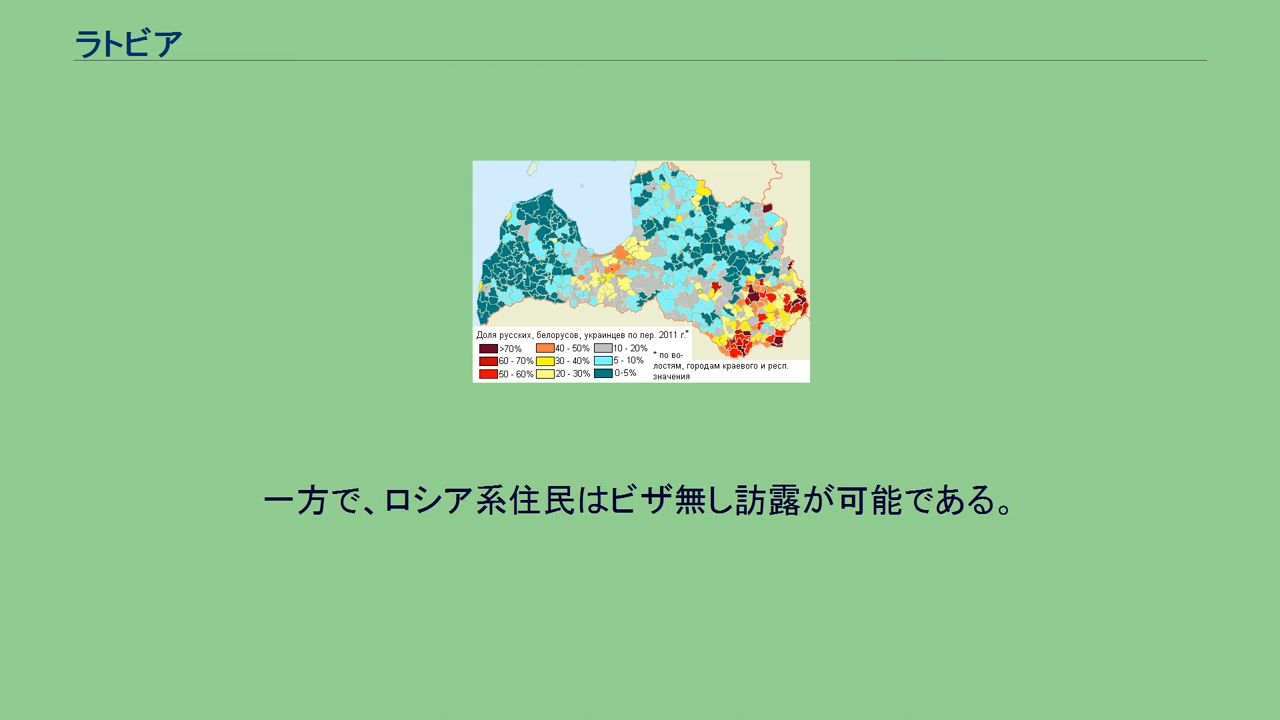 ラトビア
Доля русских, белорусов, украинцев по пер. 2011 г.*
>70% 40 - 50% 10 - 20%
60 - 70% 30 - 40% 5 - 10%
50 - 60% 20 - 30% 0-5%
* по во-
лостям, городам краевого и респ.
значения
一方で、ロシア系住民はビザ無し訪露が可能である。